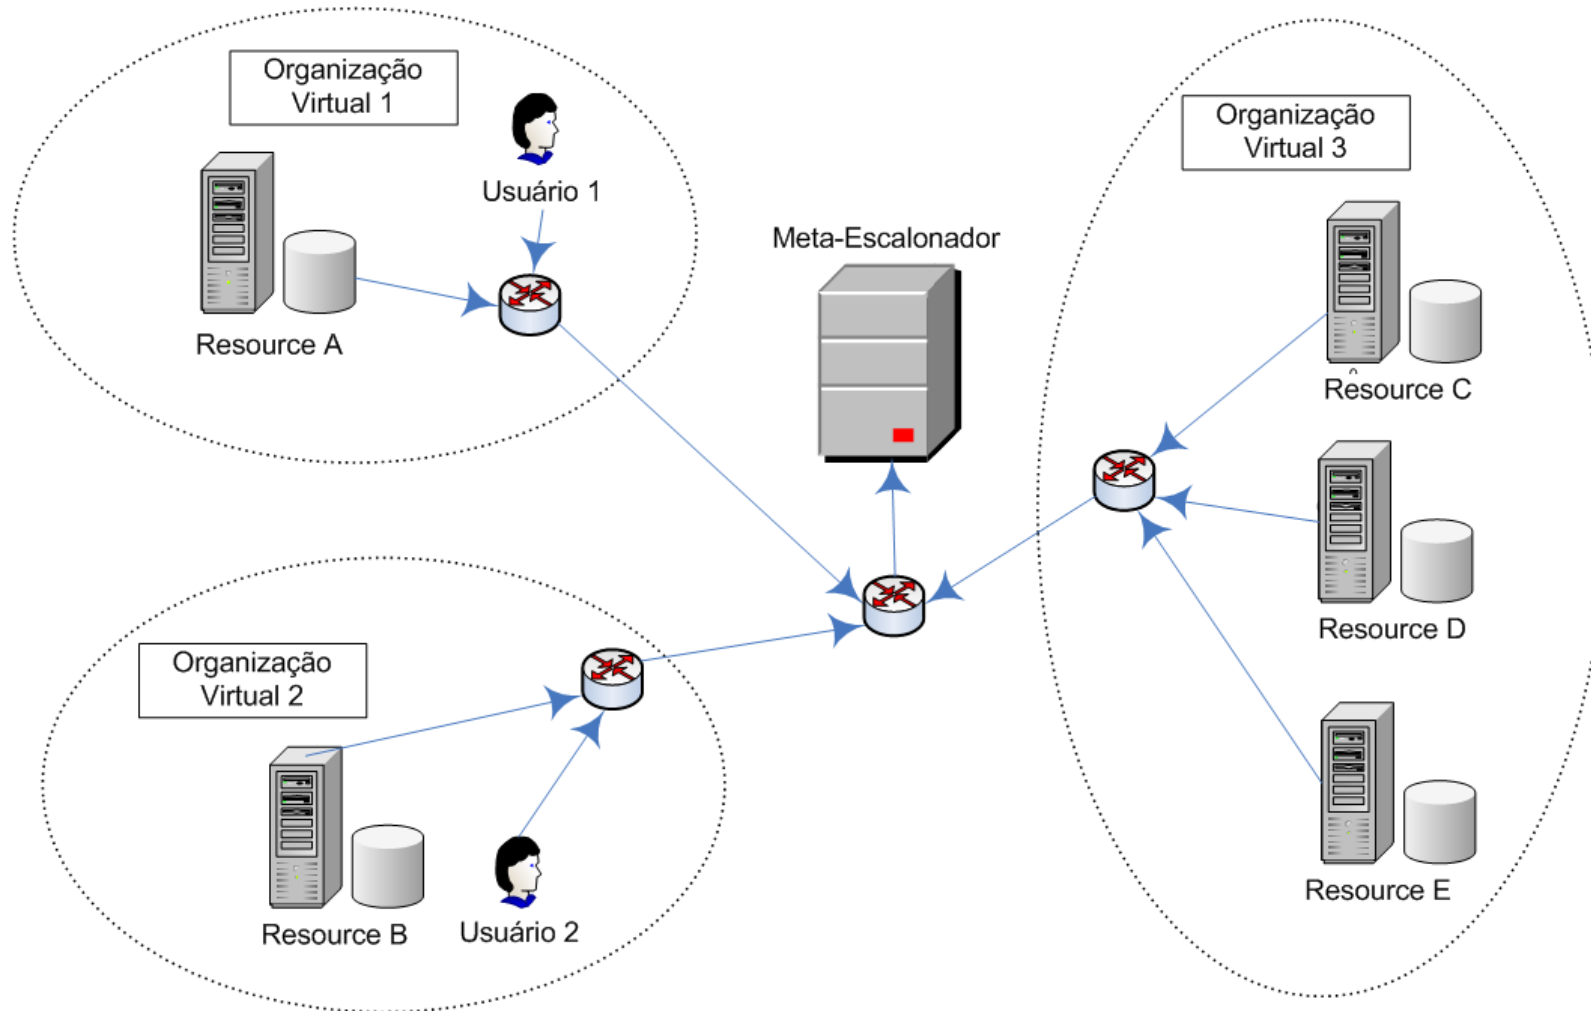 Organização
Virtual 1
Usuário 1
Resource A
Meta-Escalonador
Organização
Virtual 3
Resource C
Resource D
Resource E
Organização
Virtual 2
Resource B
Usuário 2